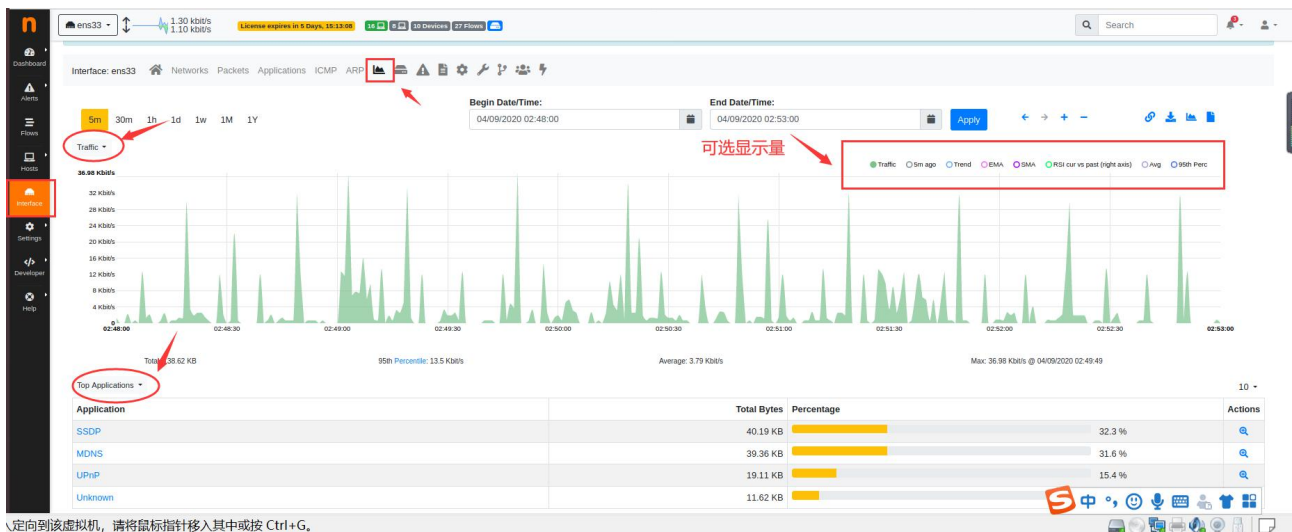 n
ens33
1.30 kbit/s
1.10 kbit/s
License expires in 5 Days, 15:13:08
10 Devices
27 Flows
Search
Dashboard
Alerts
Flows
Hosts
Interface
Settings
Developer
Help
Interface: ens33 Networks Packets Applications ICMP ARP
5m 30m 1h 1d 1w 1M 1Y
Begin Date/Time:
04/09/2020 02:48:00
End Date/Time:
04/09/2020 02:53:00
Apply
Traffic
可选显示量
Traffic 5m ago Trend EMA SMA RSI cur vs past (right axis) Avg 95th Perc
36.98 Kbit/s
32 Kbit/s
28 Kbit/s
24 Kbit/s
20 Kbit/s
16 Kbit/s
12 Kbit/s
8 Kbit/s
4 Kbit/s
0
02:48:00 02:48:30 02:49:00 02:49:30 02:50:00 02:50:30 02:51:00 02:51:30 02:52:00 02:52:30 02:53:00
95th Percentile: 13.5 Kbit/s Average: 3.79 Kbit/s Max: 36.98 Kbit/s @ 04/09/2020 02:49:49
Top Applications
10
Application Total Bytes Percentage Actions
SSDP 40.19 KB 32.3 %
MDNS 39.36 KB 31.6 %
UPnP 19.11 KB 15.4 %
Unknown 11.62 KB
中
定向到该虚拟机，请将鼠标指针移入其中或按 Ctrl+G。